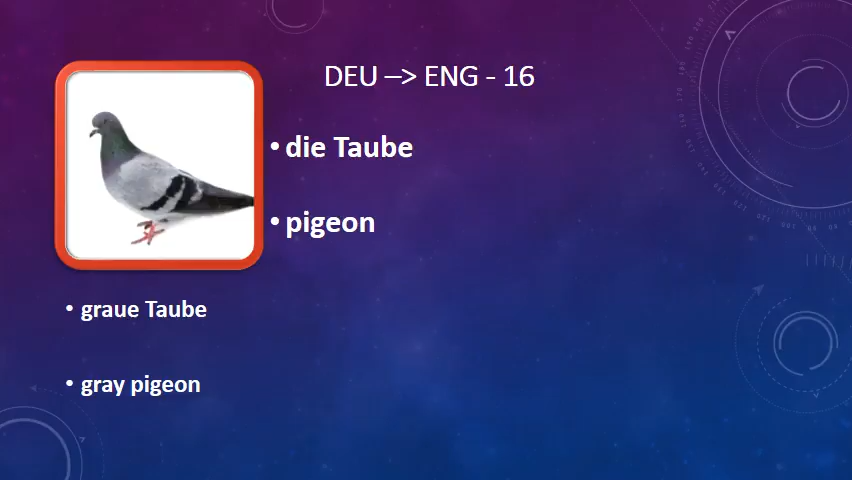 DEU –> ENG - 16
• die Taube
• pigeon
• graue Taube
• gray pigeon